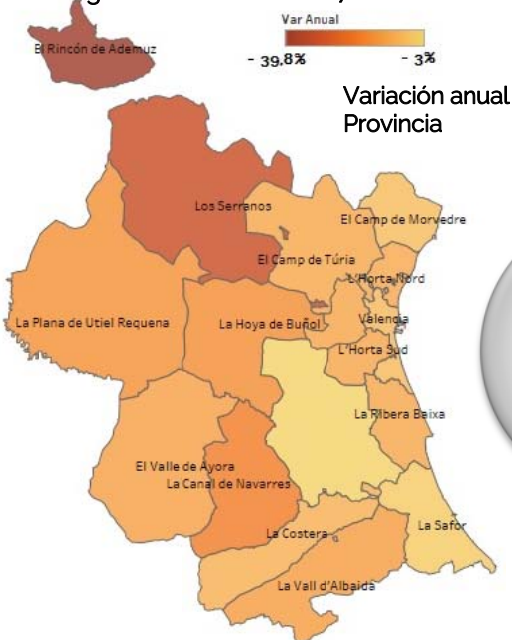 Var Anual
- 39,8%
- 3%
Variación anual
Provincia
El Rincón de Ademuz
Los Serranos
El Camp de Morvedre
El Camp de Túria
L'Horta Nord
La Plana de Utiel Requena
La Hoya de Buñol
Valencia
L'Horta Sud
La Ribera Baixa
El Valle de Ayora
La Canal de Navarres
La Safor
La Costera
La Vall d'Albaida